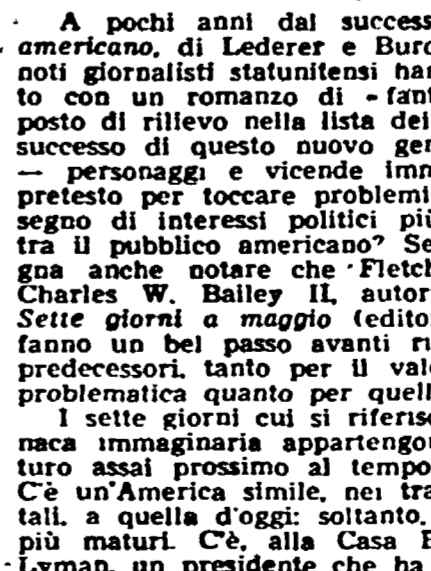 A pochi anni dal success
americano, di Lederer e Burd
noti giornalisti statunitensi har
to con un romanzo di - fant
posto di rilievo nella lista dei
successo di questo nuovo ger
— personaggi e vicende imm
pretesto per toccare problemi
segno di interessi politici più
tra il pubblico americano? Se
gna anche notare che Fletch
Charles W. Bailey II, autor
Sette giorni a maggio (editor
fanno un bel passo avanti ri
predecessori, tanto per il val
problematica quanto per quell
I sette giorni cui si riferisc
naca immaginaria appartengo
turo assai prossimo al tempo
C'è un'America simile, nei tra
tali, a quella d'oggi: soltanto,
più maturi. C'è, alla Casa B
Lyman, un presidente che ha